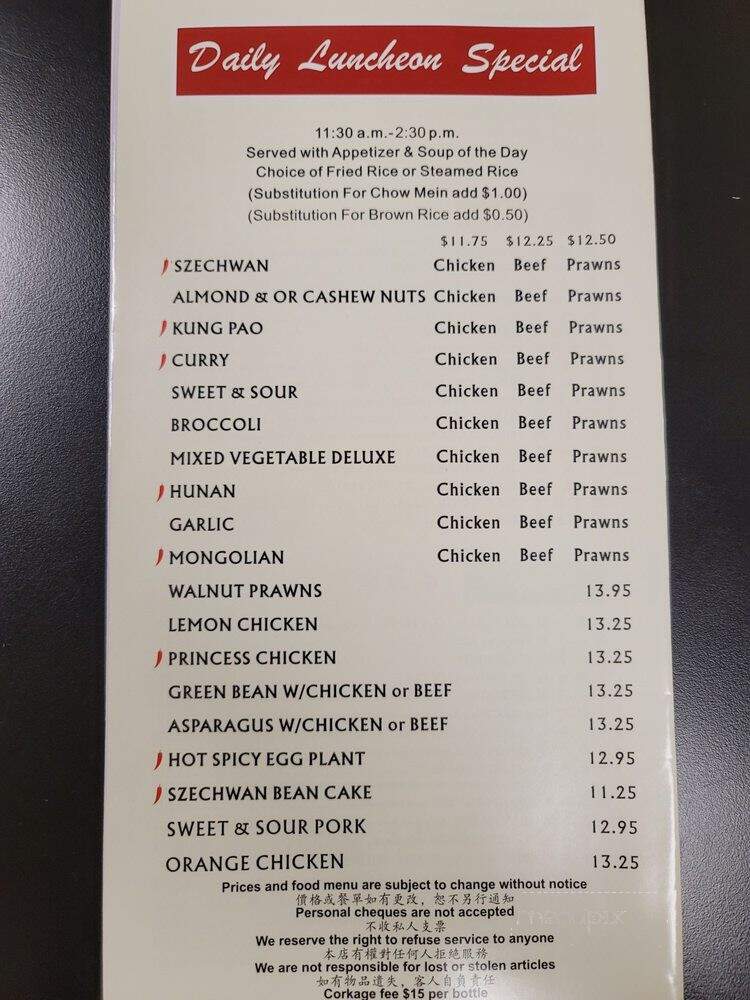 Daily Luncheon Special
11:30 a.m.-2:30 p.m.
Served with Appetizer & Soup of the Day
Choice of Fried Rice or Steamed Rice
(Substitution For Chow Mein add $1.00)
(Substitution For Brown Rice add $0.50)
$11.75 $12.25 $12.50
SZECHWAN Chicken Beef Prawns
ALMOND & OR CASHEW NUTS Chicken Beef Prawns
KUNG PAO Chicken Beef Prawns
CURRY Chicken Beef Prawns
SWEET & SOUR Chicken Beef Prawns
BROCCOLI Chicken Beef Prawns
MIXED VEGETABLE DELUXE Chicken Beef Prawns
HUNAN Chicken Beef Prawns
GARLIC Chicken Beef Prawns
MONGOLIAN Chicken Beef Prawns
WALNUT PRAWNS 13.95
LEMON CHICKEN 13.25
PRINCESS CHICKEN 13.25
GREEN BEAN W/CHICKEN or BEEF 13.25
ASPARAGUS W/CHICKEN or BEEF 13.25
HOT SPICY EGG PLANT 12.95
SZECHWAN BEAN CAKE 11.25
SWEET & SOUR PORK 12.95
ORANGE CHICKEN 13.25
Prices and food menu are subject to change without notice
價格或餐單如有更改，恕不另行通知
Personal cheques are not accepted
不收私人支票
We reserve the right to refuse service to anyone
本店有權對任何人拒絕服務
We are not responsible for lost or stolen articles
如有物品遺失，客人自負責任
Corkage fee $15 per bottle